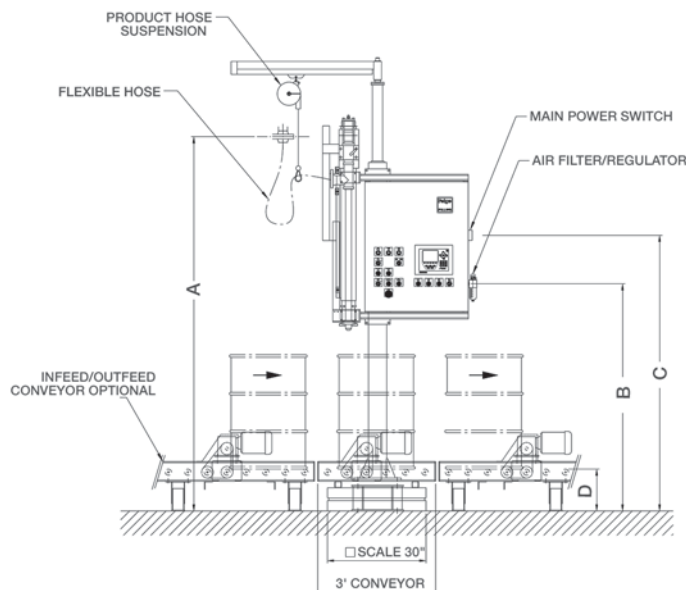 PRODUCT HOSE
SUSPENSION
FLEXIBLE HOSE
MAIN POWER SWITCH
AIR FILTER/REGULATOR
A
B
C
INFEED/OUTFEED
CONVEYOR OPTIONAL
D
□ SCALE 30"
3' CONVEYOR